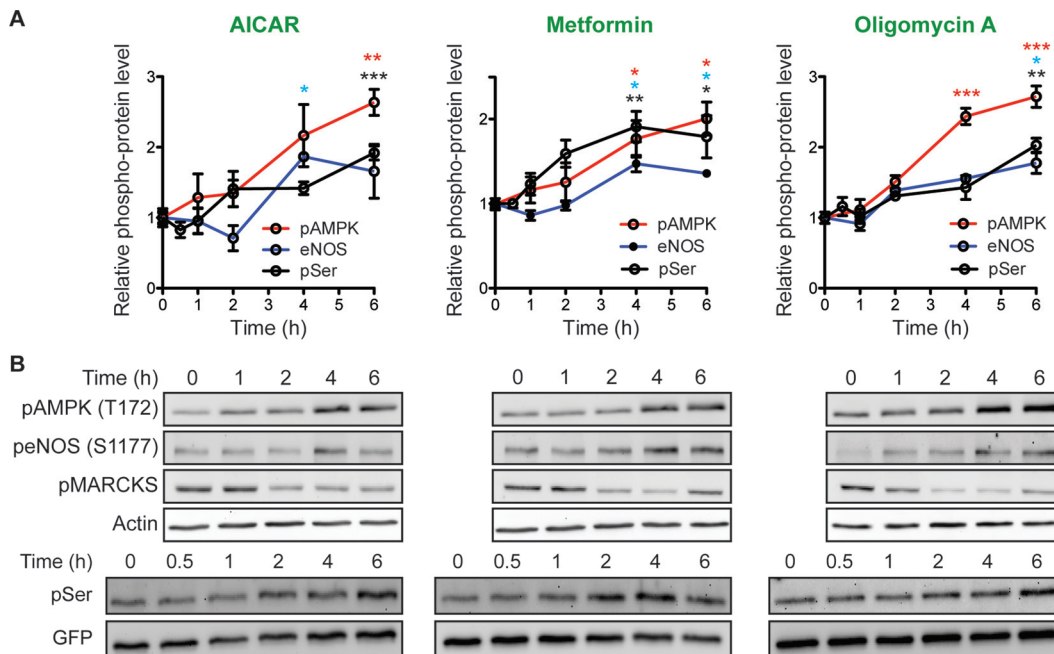 A
AICAR
Metformin
Oligomycin A
Relative phospho-protein level
3
2
1
0
** 
***
*
pAMPK
eNOS
pSer
0 1 2 3 4 5 6
Time (h)
Relative phospho-protein level
2
1
0
*
*
**
*
*
*
pAMPK
eNOS
pSer
0 1 2 3 4 5 6
Time (h)
Relative phospho-protein level
3
2
1
0
***
***
*
**
pAMPK
eNOS
pSer
0 1 2 3 4 5 6
Time (h)
B
Time (h) 0 1 2 4 6 0 1 2 4 6 0 1 2 4 6
pAMPK (T172)
peNOS (S1177)
pMARCKS
Actin
Time (h) 0 0.5 1 2 4 6 0 0.5 1 2 4 6 0 0.5 1 2 4 6
pSer
GFP